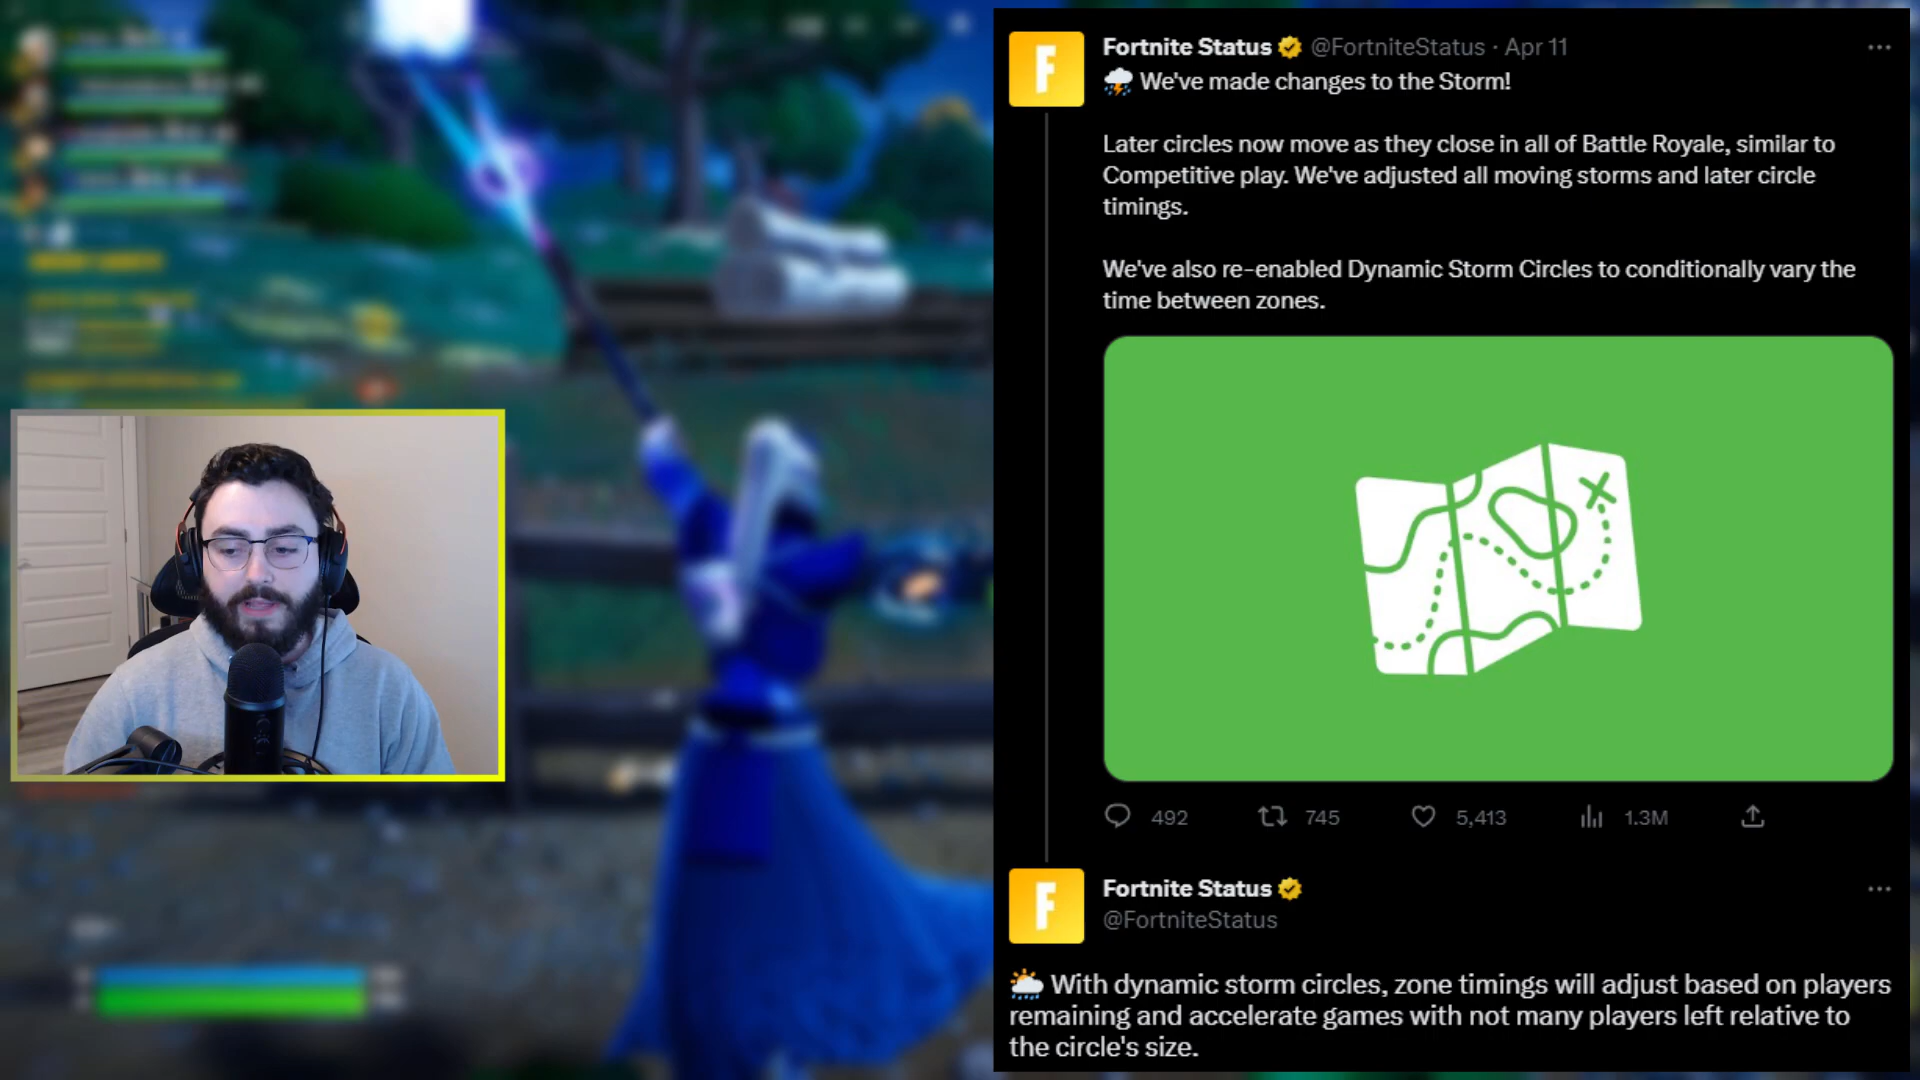 Fortnite Status @FortniteStatus · Apr 11
We've made changes to the Storm!
Later circles now move as they close in all of Battle Royale, similar to
Competitive play. We've adjusted all moving storms and later circle
timings.
We've also re-enabled Dynamic Storm Circles to conditionally vary the
time between zones.
492 745 5,413 1.3M
Fortnite Status
@FortniteStatus
With dynamic storm circles, zone timings will adjust based on players
remaining and accelerate games with not many players left relative to
the circle's size.